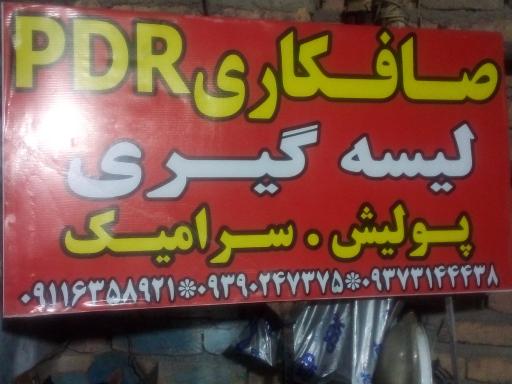 صافکاری PDR
لیسه گیری
پولیش . سرامیک
۰۹۳۷۳۱۴۴۴۳۸*۰۹۳۹۰۲۴۷۳۷۵*۰۹۱۱۶۳۵۸۹۲۱